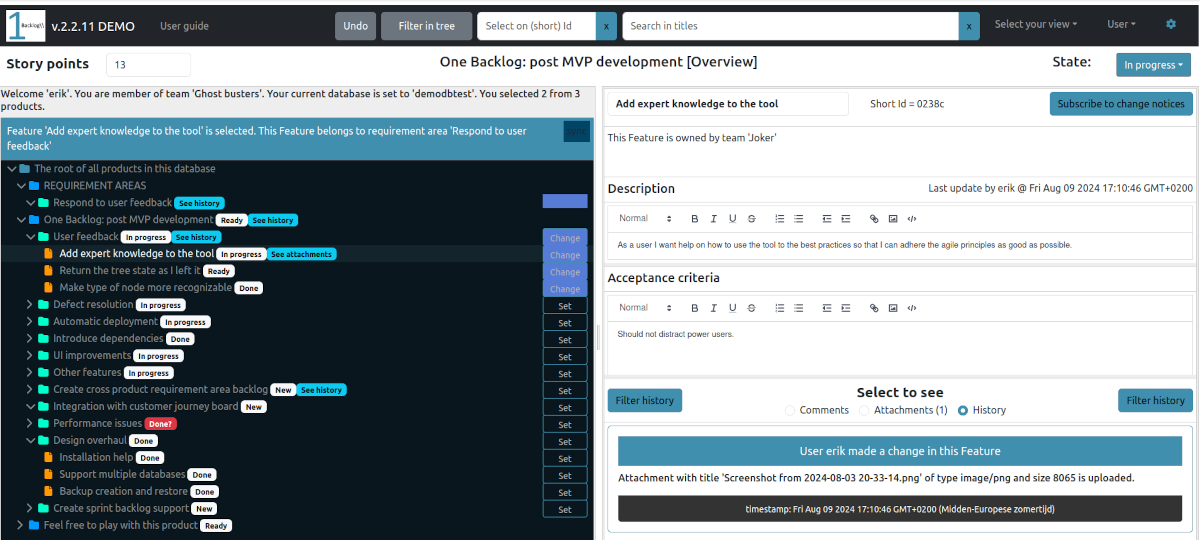 1 Backlog\\
v.2.2.11 DEMO
User guide
Undo
Filter in tree
Select on (short) Id
x
Search in titles
x
Select your view
User
Story points
13
One Backlog: post MVP development [Overview]
State:
In progress
Welcome 'erik'. You are member of team 'Ghost busters'. Your current database is set to 'demodbtest'. You selected 2 from 3
products.
Feature 'Add expert knowledge to the tool' is selected. This Feature belongs to requirement area 'Respond to user
feedback'
sync
The root of all products in this database
REQUIREMENT AREAS
Respond to user feedback See history
One Backlog: post MVP development Ready See history
User feedback In progress See history Change
Add expert knowledge to the tool In progress See attachments Change
Return the tree state as I left it Ready Change
Make type of node more recognizable Done Change
Defect resolution In progress Set
Automatic deployment In progress Set
Introduce dependencies Done Set
UI improvements In progress Set
Other features In progress Set
Create cross product requirement area backlog New See history Set
Integration with customer journey board New Set
Performance issues Done? Set
Design overhaul Done Set
Installation help Done Set
Support multiple databases Done Set
Backup creation and restore Done Set
Create sprint backlog support New Set
Feel free to play with this product Ready
Add expert knowledge to the tool
Short Id = 0238c
Subscribe to change notices
This Feature is owned by team 'Joker'
Description
Last update by erik @ Fri Aug 09 2024 17:10:46 GMT+0200
Normal B I U S </>
As a user I want help on how to use the tool to the best practices so that I can adhere the agile principles as good as possible.
Acceptance criteria
Normal B I U S </>
Should not distract power users.
Filter history
Select to see
Filter history
Comments Attachments (1) History
User erik made a change in this Feature
Attachment with title 'Screenshot from 2024-08-03 20-33-14.png' of type image/png and size 8065 is uploaded.
timestamp: Fri Aug 09 2024 17:10:46 GMT+0200 (Midden-Europese zomertijd)